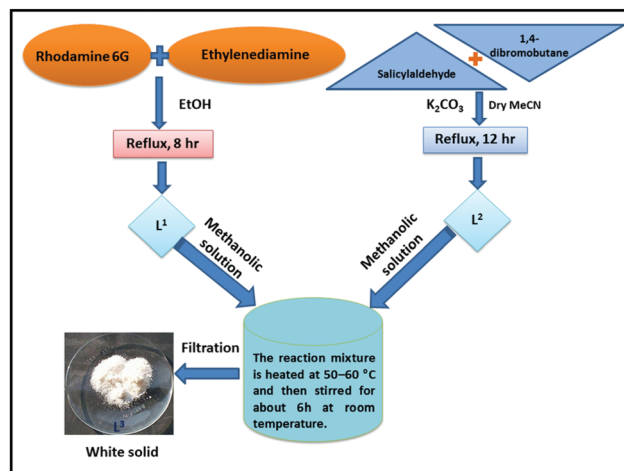 Rhodamine 6G
Ethylenediamine
1,4-
dibromobutane
Salicylaldehyde
EtOH
K₂CO₃
Dry MeCN
Reflux, 8 hr
Reflux, 12 hr
L¹
L²
Methanolic
solution
Methanolic
solution
The reaction mixture
is heated at 50–60 °C
and then stirred for
about 6h at room
temperature.
Filtration
L³
White solid